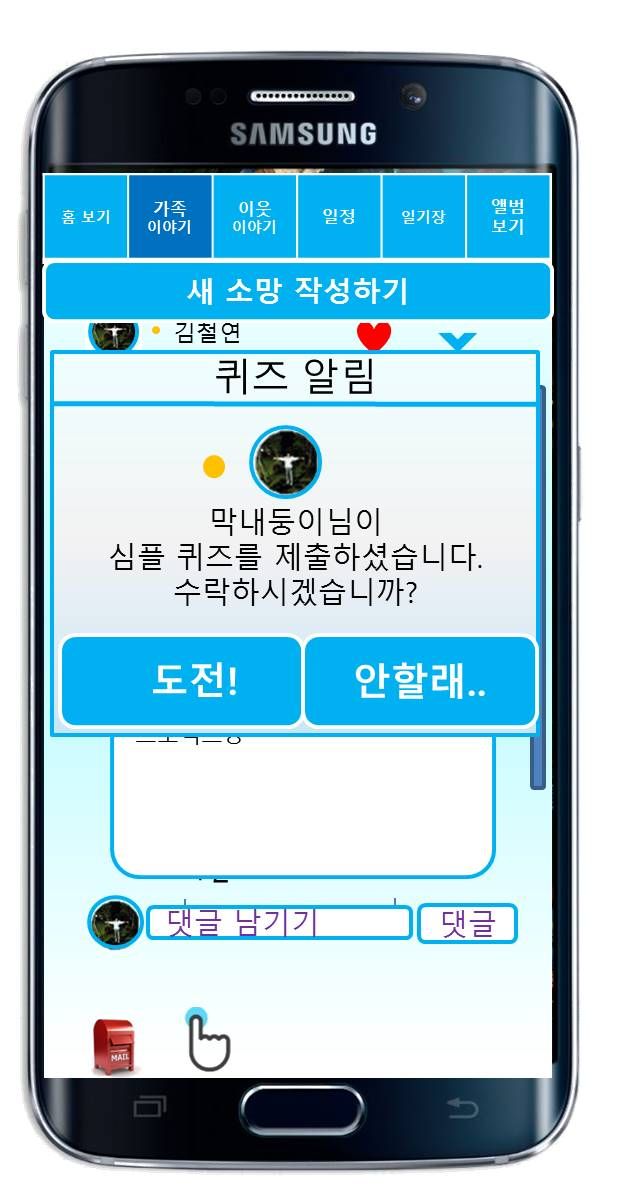 SAMSUNG
홈 보기
가족
이야기
이웃
이야기
일정
일기장
앨범
보기
새 소망 작성하기
김철연
퀴즈 알림
막내둥이님이
심플 퀴즈를 제출하셨습니다.
수락하시겠습니까?
도전!
안할래..
댓글 남기기
댓글
MAIL